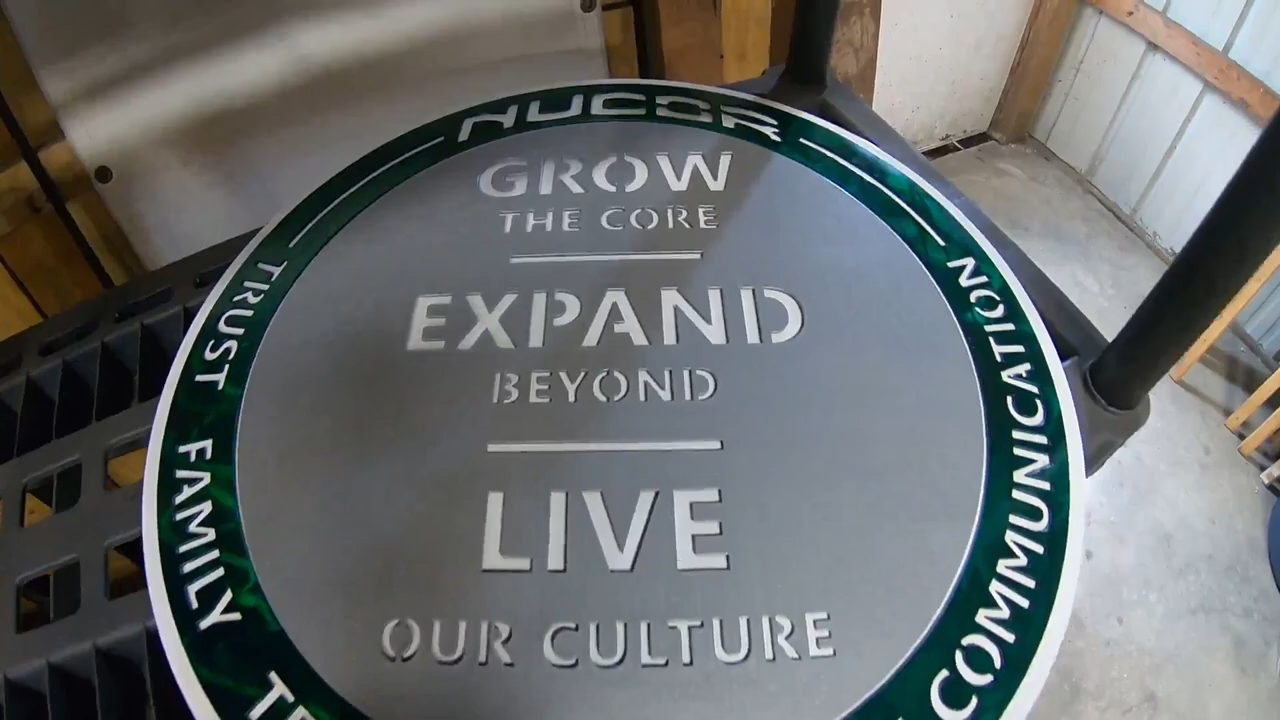 NUCOR
GROW
THE CORE
EXPAND
BEYOND
LIVE
OUR CULTURE
TRUST
FAMILY
COMMUNICATION